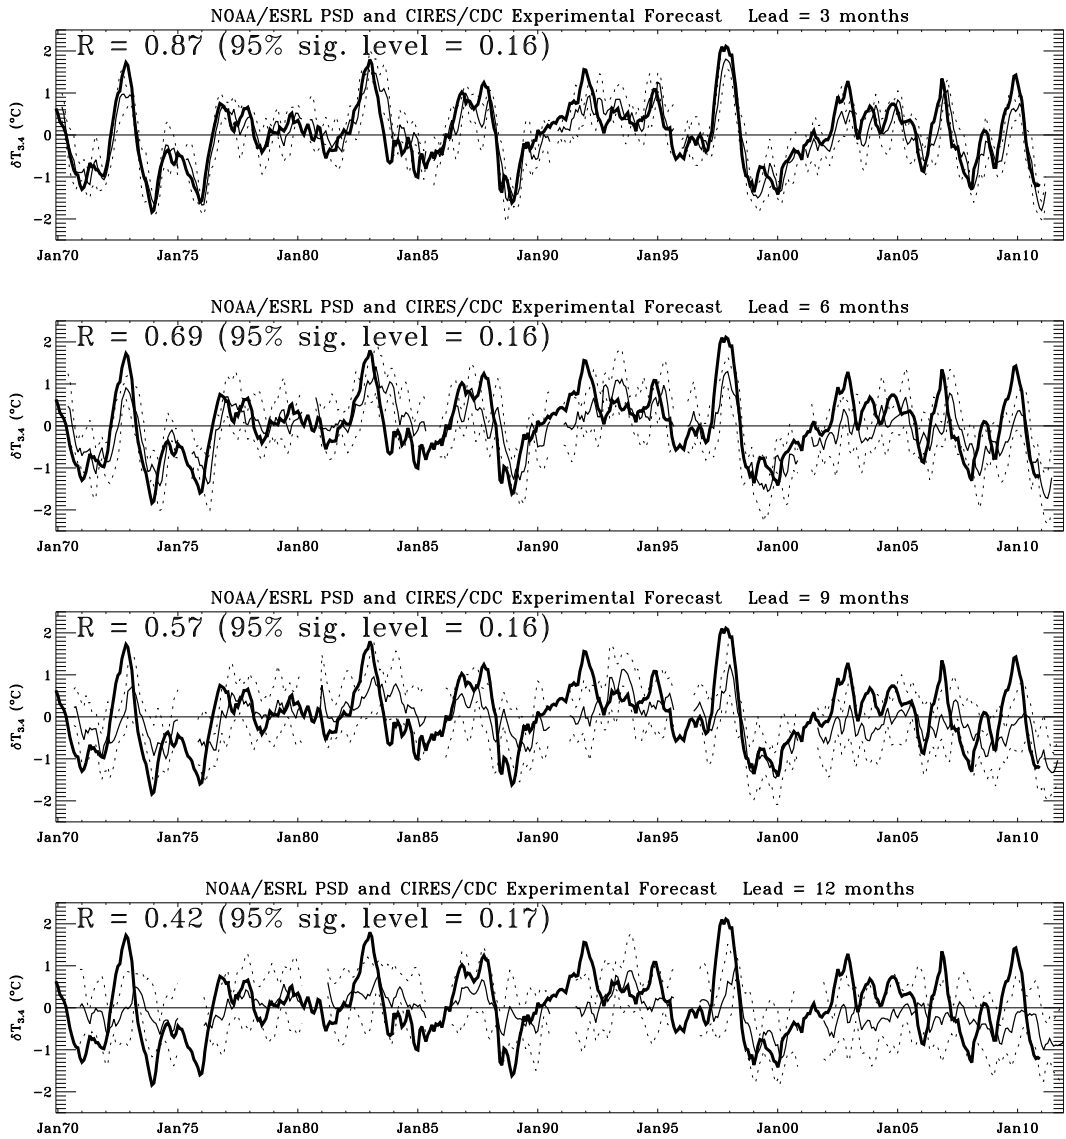 NOAA/ESRL PSD and CIRES/CDC Experimental Forecast Lead = 3 months
R = 0.87 (95% sig. level = 0.16)
2
1
0
-1
-2
δT3.4 (°C)
Jan70 Jan75 Jan80 Jan85 Jan90 Jan95 Jan00 Jan05 Jan10
NOAA/ESRL PSD and CIRES/CDC Experimental Forecast Lead = 6 months
R = 0.69 (95% sig. level = 0.16)
2
1
0
-1
-2
δT3.4 (°C)
Jan70 Jan75 Jan80 Jan85 Jan90 Jan95 Jan00 Jan05 Jan10
NOAA/ESRL PSD and CIRES/CDC Experimental Forecast Lead = 9 months
R = 0.57 (95% sig. level = 0.16)
2
1
0
-1
-2
δT3.4 (°C)
Jan70 Jan75 Jan80 Jan85 Jan90 Jan95 Jan00 Jan05 Jan10
NOAA/ESRL PSD and CIRES/CDC Experimental Forecast Lead = 12 months
R = 0.42 (95% sig. level = 0.17)
2
1
0
-1
-2
δT3.4 (°C)
Jan70 Jan75 Jan80 Jan85 Jan90 Jan95 Jan00 Jan05 Jan10